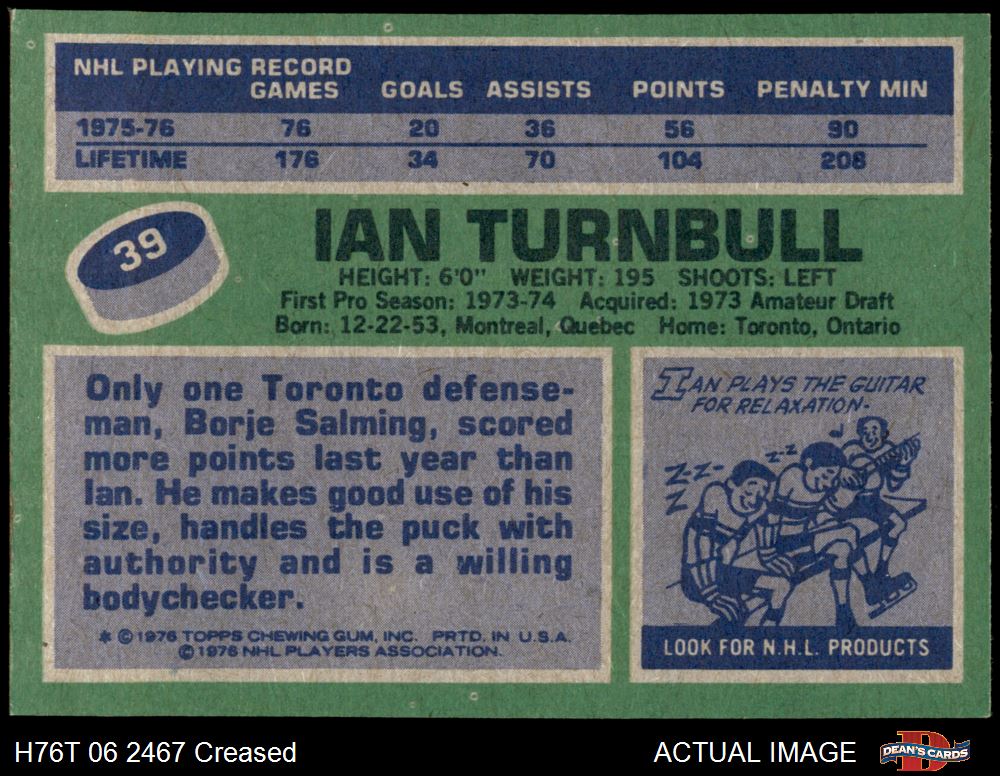 NHL PLAYING RECORD
GAMES GOALS ASSISTS POINTS PENALTY MIN
1975-76 76 20 36 56 90
LIFETIME 176 34 70 104 208
39
IAN TURNBULL
HEIGHT: 6'0" WEIGHT: 195 SHOOTS: LEFT
First Pro Season: 1973-74 Acquired: 1973 Amateur Draft
Born: 12-22-53, Montreal, Quebec Home: Toronto, Ontario
Only one Toronto defense-
man, Borje Salming, scored
more points last year than
Ian. He makes good use of his
size, handles the puck with
authority and is a willing
bodychecker.
* © 1976 TOPPS CHEWING GUM, INC. PRTD. IN U.S.A.
© 1976 NHL PLAYERS ASSOCIATION.
IAN PLAYS THE GUITAR
FOR RELAXATION-
ZZ-
Z
Z-Z
LOOK FOR N.H.L. PRODUCTS
H76T 06 2467 Creased
ACTUAL IMAGE
D
DEAN'S CARDS